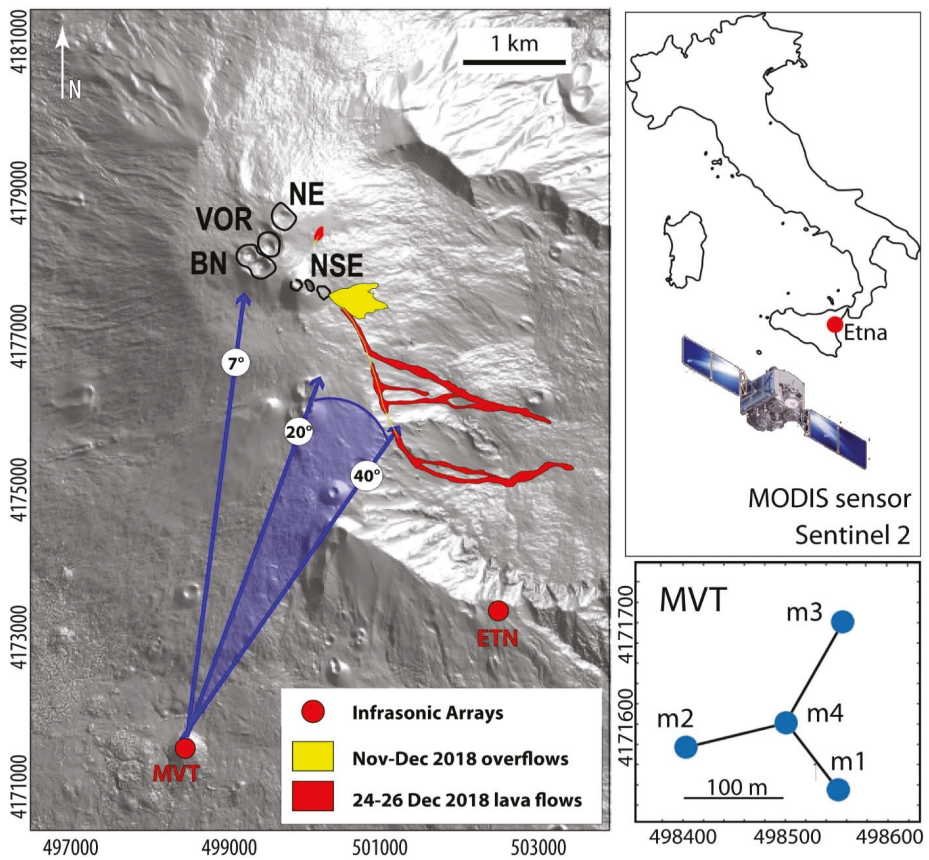 4181000
4179000
4177000
4175000
4173000
4171000
N
1 km
NE
VOR
BN
NSE
7°
20°
40°
ETN
MVT
Infrasonic Arrays
Nov-Dec 2018 overflows
24-26 Dec 2018 lava flows
497000
499000
501000
503000
Etna
MODIS sensor
Sentinel 2
MVT
m3
m4
m2
m1
100 m
4171700
4171600
498400
498500
498600